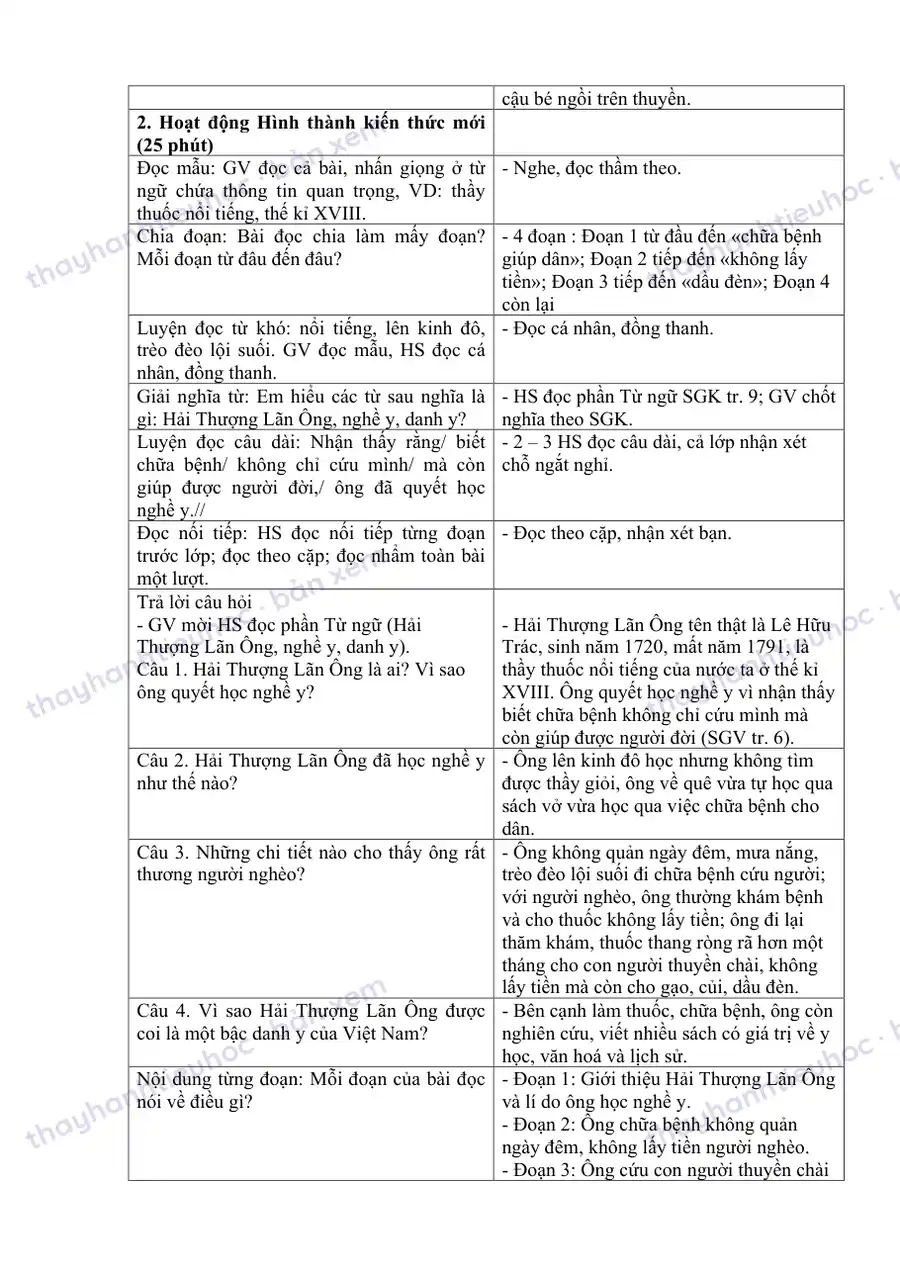 cậu bé ngồi trên thuyền.
2. Hoạt động Hình thành kiến thức mới
(25 phút)
Đọc mẫu: GV đọc cả bài, nhấn giọng ở từ
ngữ chứa thông tin quan trọng, VD: thầy
thuốc nổi tiếng, thế kỉ XVIII.
- Nghe, đọc thầm theo.
Chia đoạn: Bài đọc chia làm mấy đoạn?
Mỗi đoạn từ đâu đến đâu?
- 4 đoạn : Đoạn 1 từ đầu đến «chữa bệnh
giúp dân»; Đoạn 2 tiếp đến «không lấy
tiền»; Đoạn 3 tiếp đến «dầu đèn»; Đoạn 4
còn lại
Luyện đọc từ khó: nổi tiếng, lên kinh đô,
trèo đèo lội suối. GV đọc mẫu, HS đọc cá
nhân, đồng thanh.
- Đọc cá nhân, đồng thanh.
Giải nghĩa từ: Em hiểu các từ sau nghĩa là
gì: Hải Thượng Lãn Ông, nghề y, danh y?
- HS đọc phần Từ ngữ SGK tr. 9; GV chốt
nghĩa theo SGK.
Luyện đọc câu dài: Nhận thấy rằng/ biết
chữa bệnh/ không chỉ cứu mình/ mà còn
giúp được người đời,/ ông đã quyết học
nghề y.//
- 2 – 3 HS đọc câu dài, cả lớp nhận xét
chỗ ngắt nghỉ.
Đọc nối tiếp: HS đọc nối tiếp từng đoạn
trước lớp; đọc theo cặp; đọc nhẩm toàn bài
một lượt.
- Đọc theo cặp, nhận xét bạn.
Trả lời câu hỏi
- GV mời HS đọc phần Từ ngữ (Hải
Thượng Lãn Ông, nghề y, danh y).
Câu 1. Hải Thượng Lãn Ông là ai? Vì sao
ông quyết học nghề y?
- Hải Thượng Lãn Ông tên thật là Lê Hữu
Trác, sinh năm 1720, mất năm 1791, là
thầy thuốc nổi tiếng của nước ta ở thế kỉ
XVIII. Ông quyết học nghề y vì nhận thấy
biết chữa bệnh không chỉ cứu mình mà
còn giúp được người đời (SGV tr. 6).
Câu 2. Hải Thượng Lãn Ông đã học nghề y
như thế nào?
- Ông lên kinh đô học nhưng không tìm
được thầy giỏi, ông về quê vừa tự học qua
sách vở vừa học qua việc chữa bệnh cho
dân.
Câu 3. Những chi tiết nào cho thấy ông rất
thương người nghèo?
- Ông không quản ngày đêm, mưa nắng,
trèo đèo lội suối đi chữa bệnh cứu người;
với người nghèo, ông thường khám bệnh
và cho thuốc không lấy tiền; ông đi lại
thăm khám, thuốc thang ròng rã hơn một
tháng cho con người thuyền chài, không
lấy tiền mà còn cho gạo, củi, dầu đèn.
Câu 4. Vì sao Hải Thượng Lãn Ông được
coi là một bậc danh y của Việt Nam?
- Bên cạnh làm thuốc, chữa bệnh, ông còn
nghiên cứu, viết nhiều sách có giá trị về y
học, văn hoá và lịch sử.
Nội dung từng đoạn: Mỗi đoạn của bài đọc
nói về điều gì?
- Đoạn 1: Giới thiệu Hải Thượng Lãn Ông
và lí do ông học nghề y.
- Đoạn 2: Ông chữa bệnh không quản
ngày đêm, không lấy tiền người nghèo.
- Đoạn 3: Ông cứu con người thuyền chài
thayhanhtieuhoc · bản xem
thayhanhtieuhoc · b
thayhanhtieuhoc · bản xem
thayhanhtieuhoc · b
thayhanhtieuhoc · bản xem
thayhanhtieuhoc · b